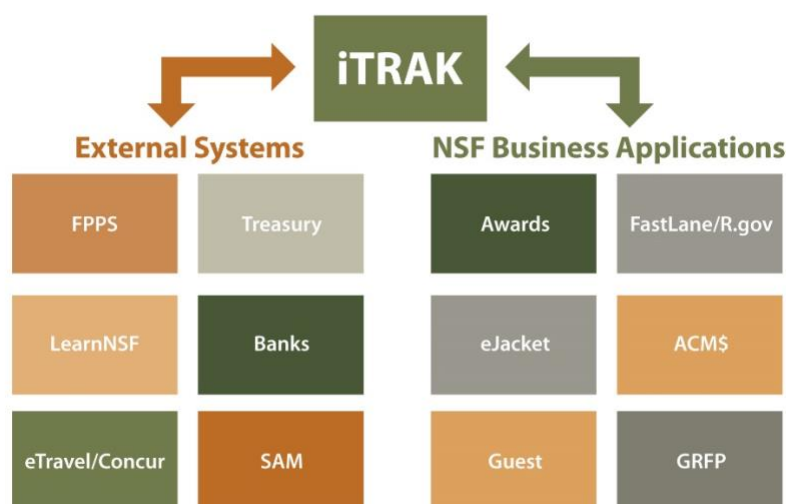 iTRAK
External Systems
NSF Business Applications
FPPS
Treasury
Awards
FastLane/R.gov
LearnNSF
Banks
eJacket
ACM$
eTravel/Concur
SAM
Guest
GRFP